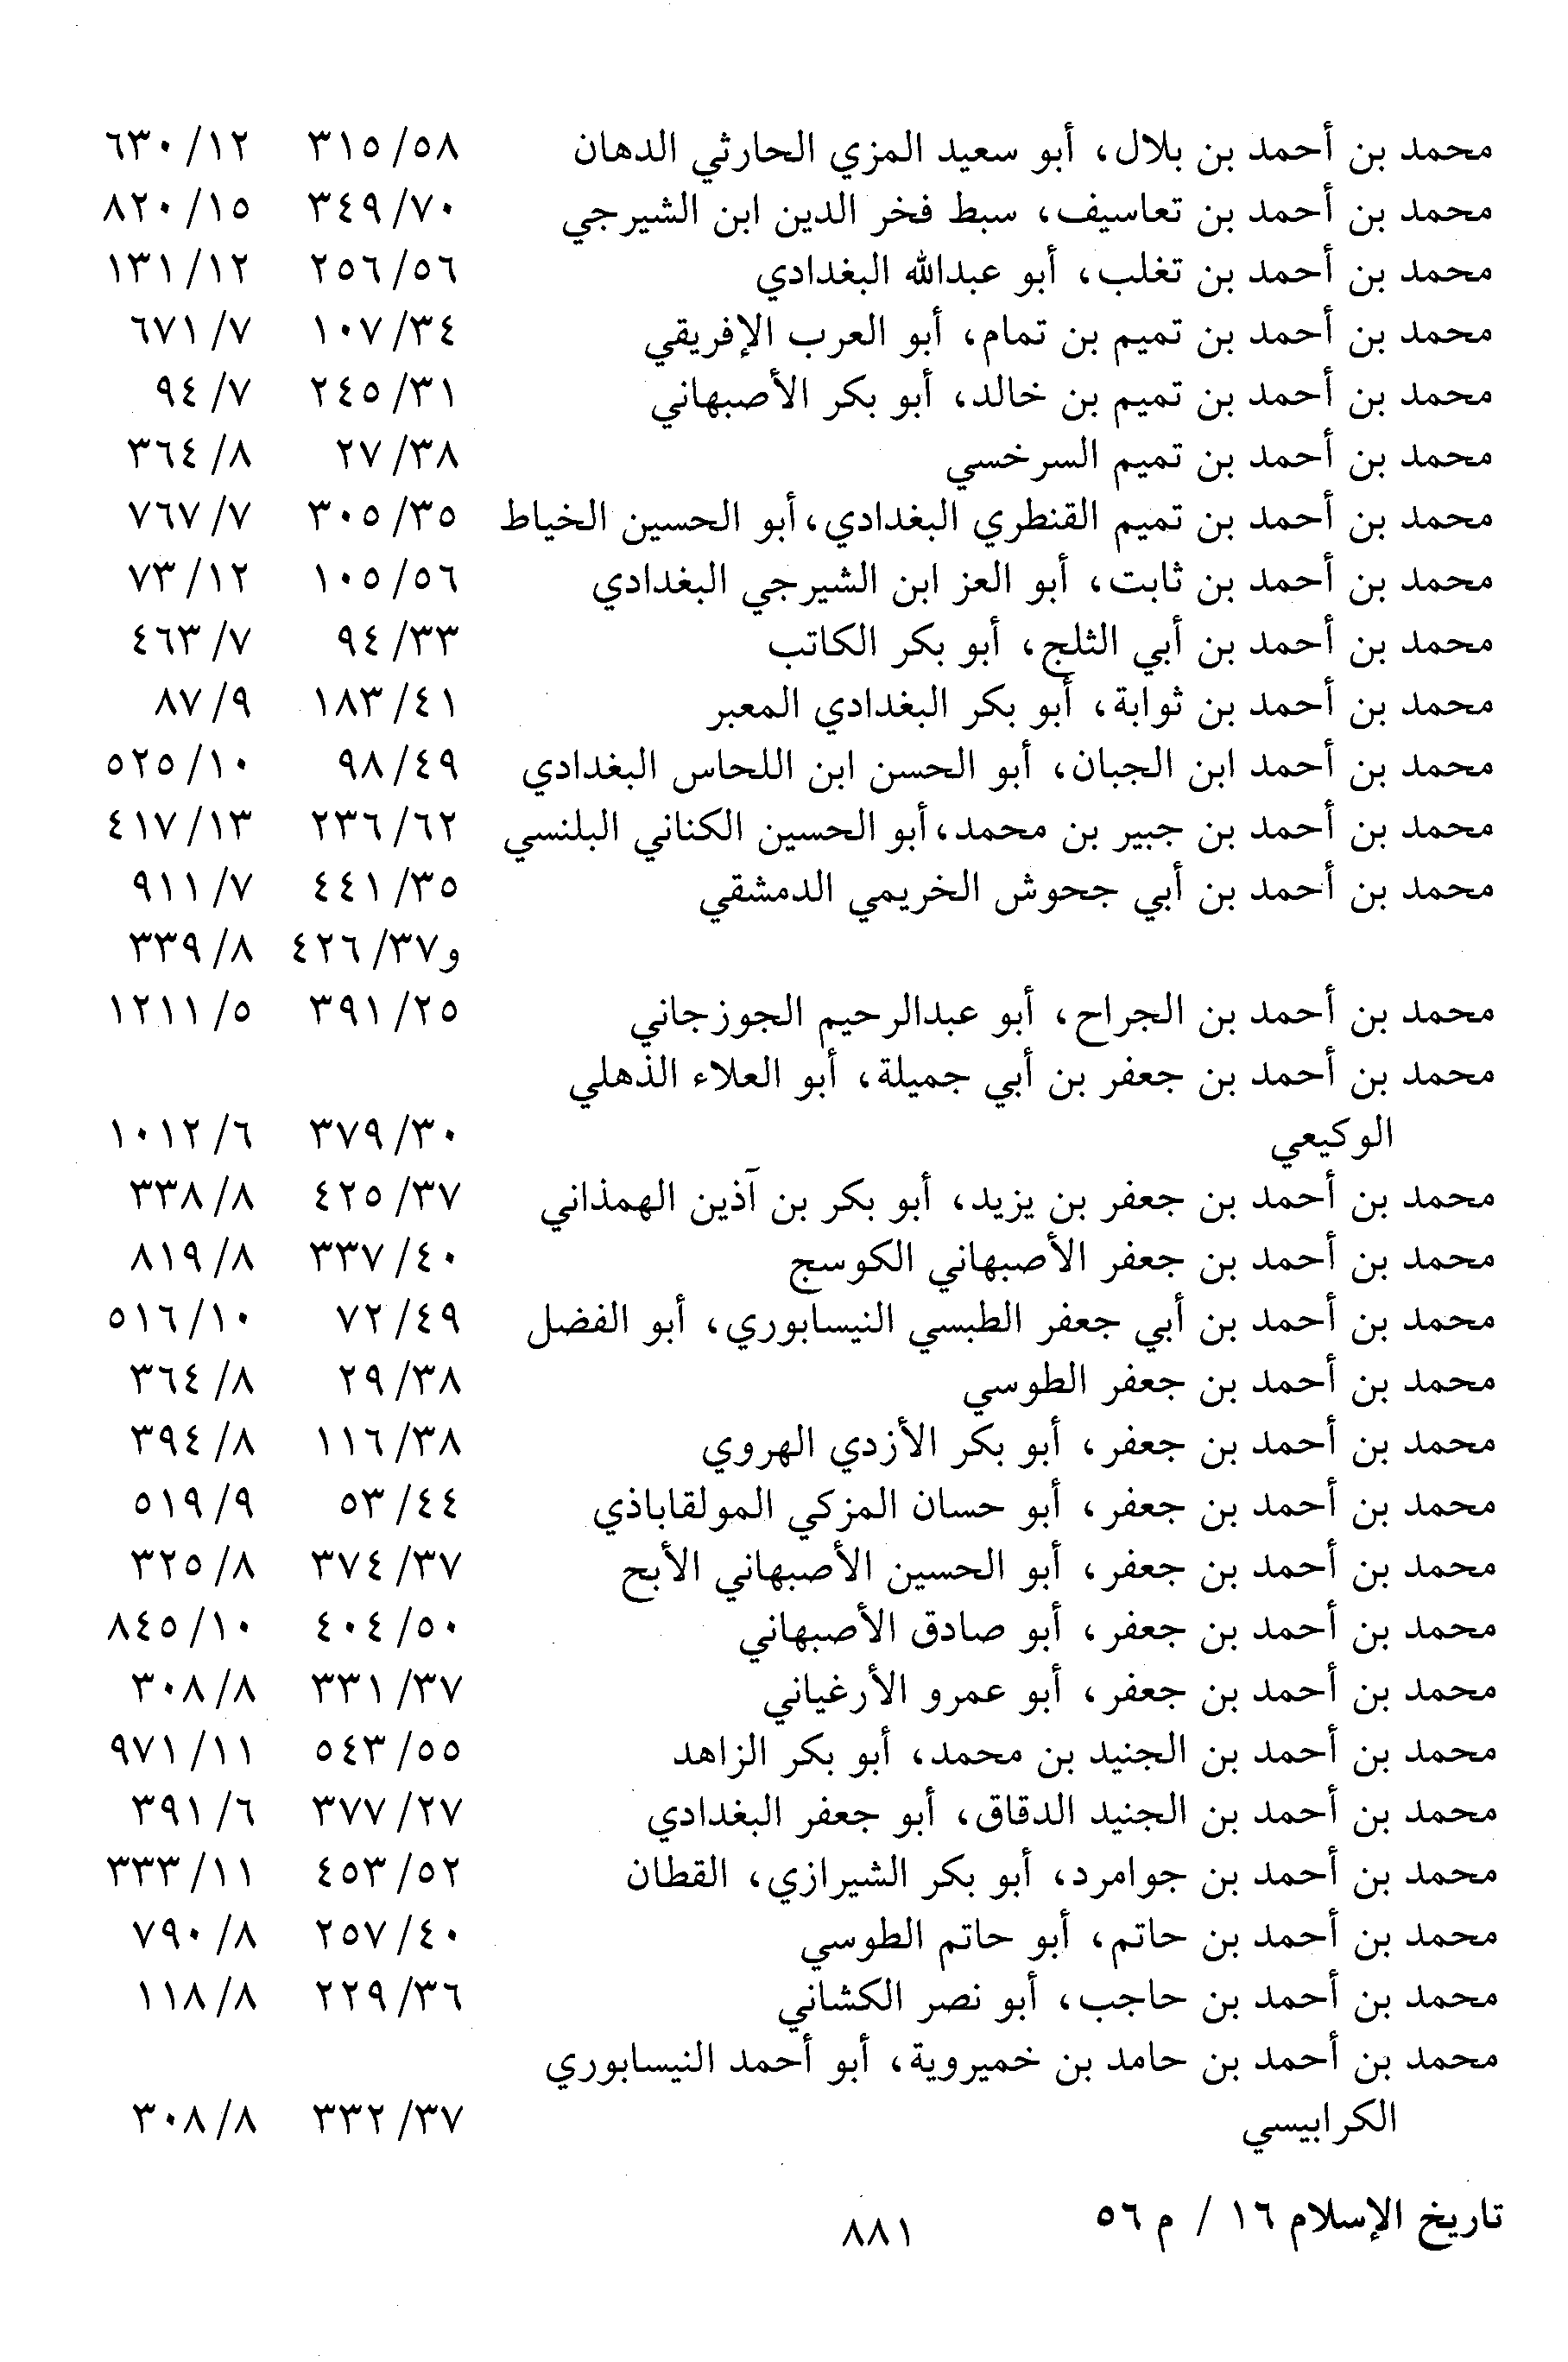 محمد بن أحمد بن بلال، أبو سعيد المزي الحارثي الدهان ٣١٥/٥٨ ٦٣٠/١٢
محمد بن أحمد بن تعاسيف، سبط فخر الدين ابن الشيرجي ٣٤٩/٧٠ ٨٢٠/١٥
محمد بن أحمد بن تغلب، أبو عبدالله البغدادي ٢٥٦/٥٦ ١٣١/١٢
محمد بن أحمد بن تميم بن تمام، أبو العرب الإفريقي ١٠٧/٣٤ ٦٧١/٧
محمد بن أحمد بن تميم بن خالد، أبو بكر الأصبهاني ٢٤٥/٣١ ٩٤/٧
محمد بن أحمد بن تميم السرخسي ٢٧/٣٨ ٣٦٤/٨
محمد بن أحمد بن تميم القنطري البغدادي، أبو الحسين الخياط ٣٠٥/٣٥ ٧٦٧/٧
محمد بن أحمد بن ثابت، أبو العز ابن الشيرجي البغدادي ١٠٥/٥٦ ٧٣/١٢
محمد بن أحمد بن أبي الثلج، أبو بكر الكاتب ٩٤/٣٣ ٤٦٣/٧
محمد بن أحمد بن ثوابة، أبو بكر البغدادي المعبر ١٨٣/٤١ ٨٧/٩
محمد بن أحمد ابن الجبان، أبو الحسن ابن اللحاس البغدادي ٩٨/٤٩ ٥٢٥/١٠
محمد بن أحمد بن جبير بن محمد، أبو الحسين الكناني البلنسي ٢٣٦/٦٢ ٤١٧/١٣
محمد بن أحمد بن أبي جحوش الخريمي الدمشقي ٤٤١/٣٥ ٩١١/٧
و٤٢٦/٣٧ ٣٣٩/٨
محمد بن أحمد بن الجراح، أبو عبدالرحيم الجوزجاني ٣٩١/٢٥ ١٢١١/٥
محمد بن أحمد بن جعفر بن أبي جميلة، أبو العلاء الذهلي
الوكيعي ٣٧٩/٣٠ ١٠١٢/٦
محمد بن أحمد بن جعفر بن يزيد، أبو بكر بن آذين الهمذاني ٤٢٥/٣٧ ٣٣٨/٨
محمد بن أحمد بن جعفر الأصبهاني الكوسج ٣٣٧/٤٠ ٨١٩/٨
محمد بن أحمد بن أبي جعفر الطبسي النيسابوري، أبو الفضل ٧٢/٤٩ ٥١٦/١٠
محمد بن أحمد بن جعفر الطوسي ٢٩/٣٨ ٣٦٤/٨
محمد بن أحمد بن جعفر، أبو بكر الأزدي الهروي ١١٦/٣٨ ٣٩٤/٨
محمد بن أحمد بن جعفر، أبو حسان المزكي المولقاباذي ٥٣/٤٤ ٥١٩/٩
محمد بن أحمد بن جعفر، أبو الحسين الأصبهاني الأبح ٣٧٤/٣٧ ٣٢٥/٨
محمد بن أحمد بن جعفر، أبو صادق الأصبهاني ٤٠٤/٥٠ ٨٤٥/١٠
محمد بن أحمد بن جعفر، أبو عمرو الأرغياني ٣٣١/٣٧ ٣٠٨/٨
محمد بن أحمد بن الجنيد بن محمد، أبو بكر الزاهد ٥٤٣/٥٥ ٩٧١/١١
محمد بن أحمد بن الجنيد الدقاق، أبو جعفر البغدادي ٣٧٧/٢٧ ٣٩١/٦
محمد بن أحمد بن جوامرد، أبو بكر الشيرازي، القطان ٤٥٣/٥٢ ٣٣٣/١١
محمد بن أحمد بن حاتم، أبو حاتم الطوسي ٢٥٧/٤٠ ٧٩٠/٨
محمد بن أحمد بن حاجب، أبو نصر الكشاني ٢٢٩/٣٦ ١١٨/٨
محمد بن أحمد بن حامد بن خميروية، أبو أحمد النيسابوري
الكرابيسي ٣٣٢/٣٧ ٣٠٨/٨
تاريخ الإسلام ١٦ / م ٥٦
٨٨١